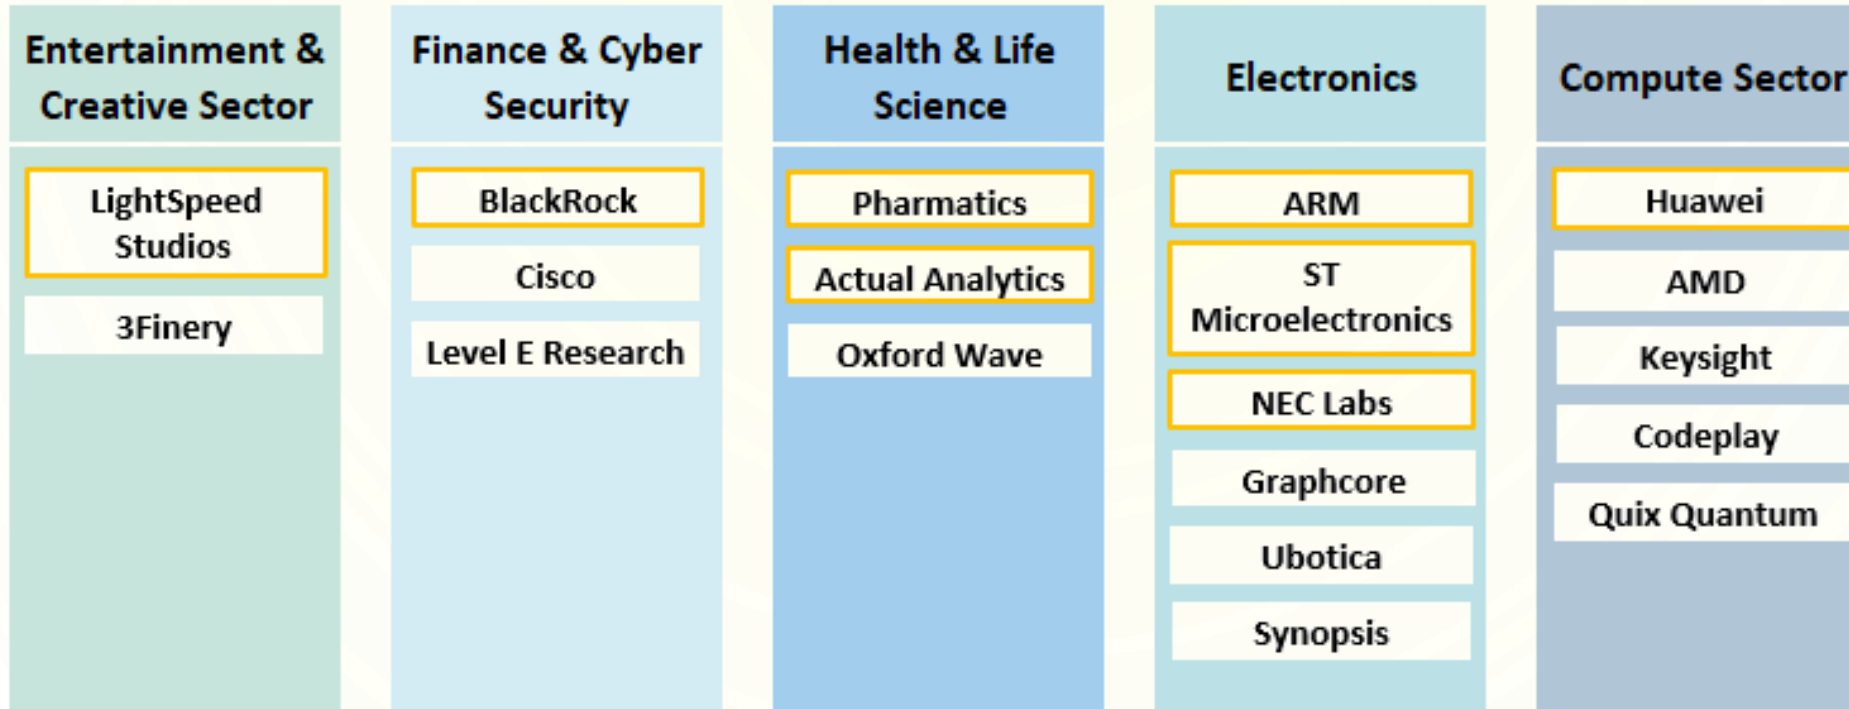 Entertainment &
Creative Sector
LightSpeed
Studios
3Finery
Finance & Cyber
Security
BlackRock
Cisco
Level E Research
Health & Life
Science
Pharmatics
Actual Analytics
Oxford Wave
Electronics
ARM
ST
Microelectronics
NEC Labs
Graphcore
Ubotica
Synopsis
Compute Sector
Huawei
AMD
Keysight
Codeplay
Quix Quantum